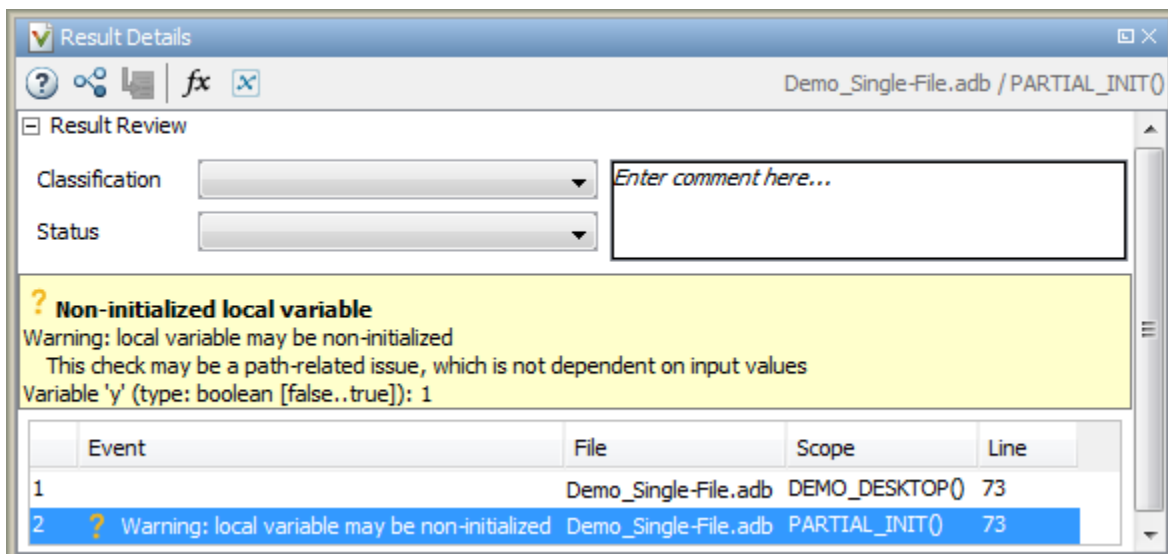 Result Details
? fx x Demo_Single-File.adb / PARTIAL_INIT()
Result Review
Classification Enter comment here...
Status
? Non-initialized local variable
Warning: local variable may be non-initialized
This check may be a path-related issue, which is not dependent on input values
Variable 'y' (type: boolean [false..true]): 1
Event File Scope Line
1 Demo_Single-File.adb DEMO_DESKTOP() 73
2 ? Warning: local variable may be non-initialized Demo_Single-File.adb PARTIAL_INIT() 73